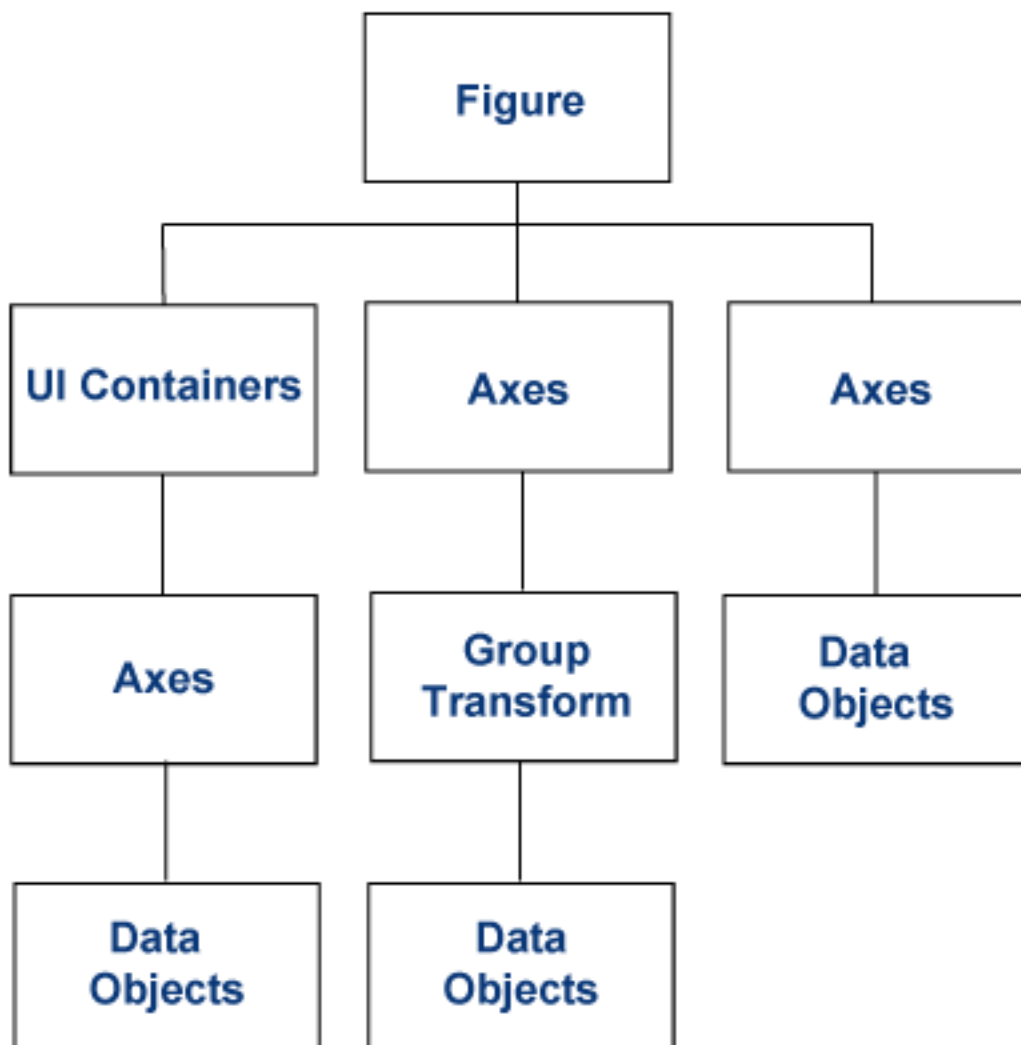 Figure
UI Containers
Axes
Axes
Axes
Group
Transform
Data
Objects
Data
Objects
Data
Objects